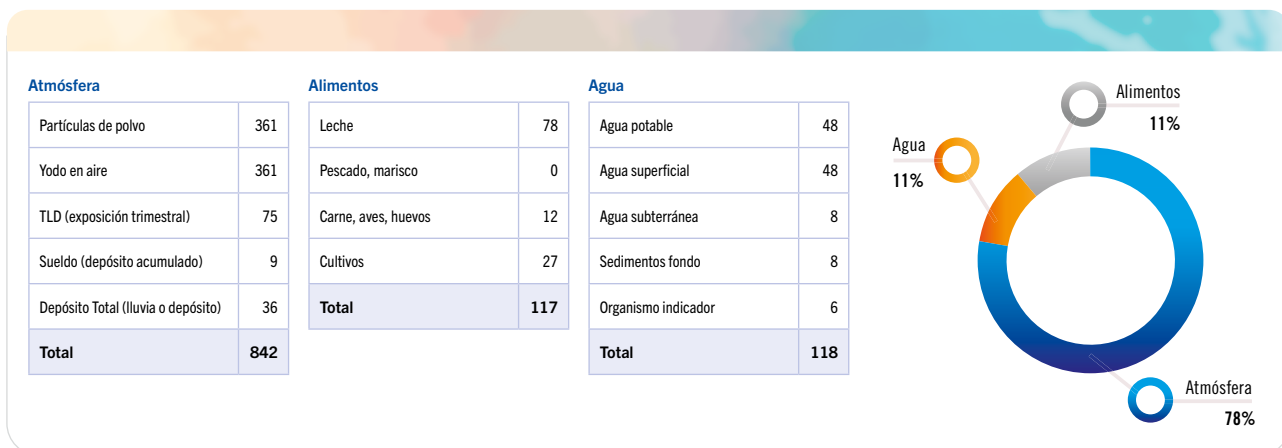 Atmósfera
Partículas de polvo 361
Yodo en aire 361
TLD (exposición trimestral) 75
Sueldo (depósito acumulado) 9
Depósito Total (lluvia o depósito) 36
Total 842
Alimentos
Leche 78
Pescado, marisco 0
Carne, aves, huevos 12
Cultivos 27
Total 117
Agua
Agua potable 48
Agua superficial 48
Agua subterránea 8
Sedimentos fondo 8
Organismo indicador 6
Total 118
Alimentos
11%
Agua
11%
Atmósfera
78%